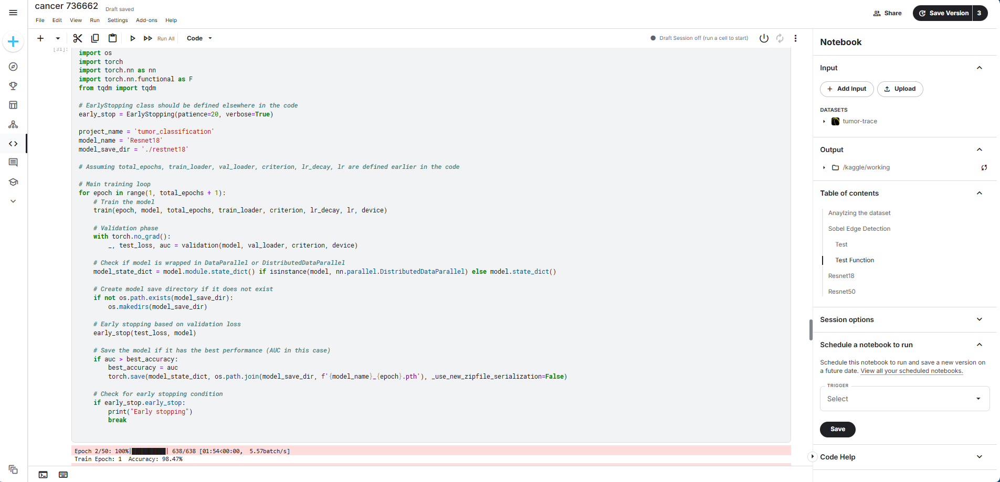 cancer 736662 Draft saved
File Edit View Run Settings Add-ons Help
Share Save Version 3
Run All Code
Draft Session off (run a cell to start)
[31]:
import os
import torch
import torch.nn as nn
import torch.nn.functional as F
from tqdm import tqdm
# EarlyStopping class should be defined elsewhere in the code
early_stop = EarlyStopping(patience=20, verbose=True)
project_name = 'tumor_classification'
model_name = 'Resnet18'
model_save_dir = './restnet18'
# Assuming total_epochs, train_loader, val_loader, criterion, lr_decay, lr are defined earlier in the code
# Main training loop
for epoch in range(1, total_epochs + 1):
# Train the model
train(epoch, model, total_epochs, train_loader, criterion, lr_decay, lr, device)
# Validation phase
with torch.no_grad():
_, test_loss, auc = validation(model, val_loader, criterion, device)
# Check if model is wrapped in DataParallel or DistributedDataParallel
model_state_dict = model.module.state_dict() if isinstance(model, nn.parallel.DistributedDataParallel) else model.state_dict()
# Create model save directory if it does not exist
if not os.path.exists(model_save_dir):
os.makedirs(model_save_dir)
# Early stopping based on validation loss
early_stop(test_loss, model)
# Save the model if it has the best performance (AUC in this case)
if auc > best_accuracy:
best_accuracy = auc
torch.save(model_state_dict, os.path.join(model_save_dir, f'{model_name}_{epoch}.pth'), _use_new_zipfile_serialization=False)
# Check for early stopping condition
if early_stop.early_stop:
print("Early stopping")
break
Epoch 2/50: 100%|██████████| 638/638 [01:54<00:00, 5.57batch/s]
Train Epoch: 1 Accuracy: 98.47%
Notebook
Input
Add Input Upload
DATASETS
tumor-trace
Output
/kaggle/working
Table of contents
Anaylzing the dataset
Sobel Edge Detection
Test
Test Function
Resnet18
Resnet50
Session options
Schedule a notebook to run
Schedule this notebook to run and save a new version on
a future date. View all your scheduled notebooks.
TRIGGER
Select
Save
Code Help